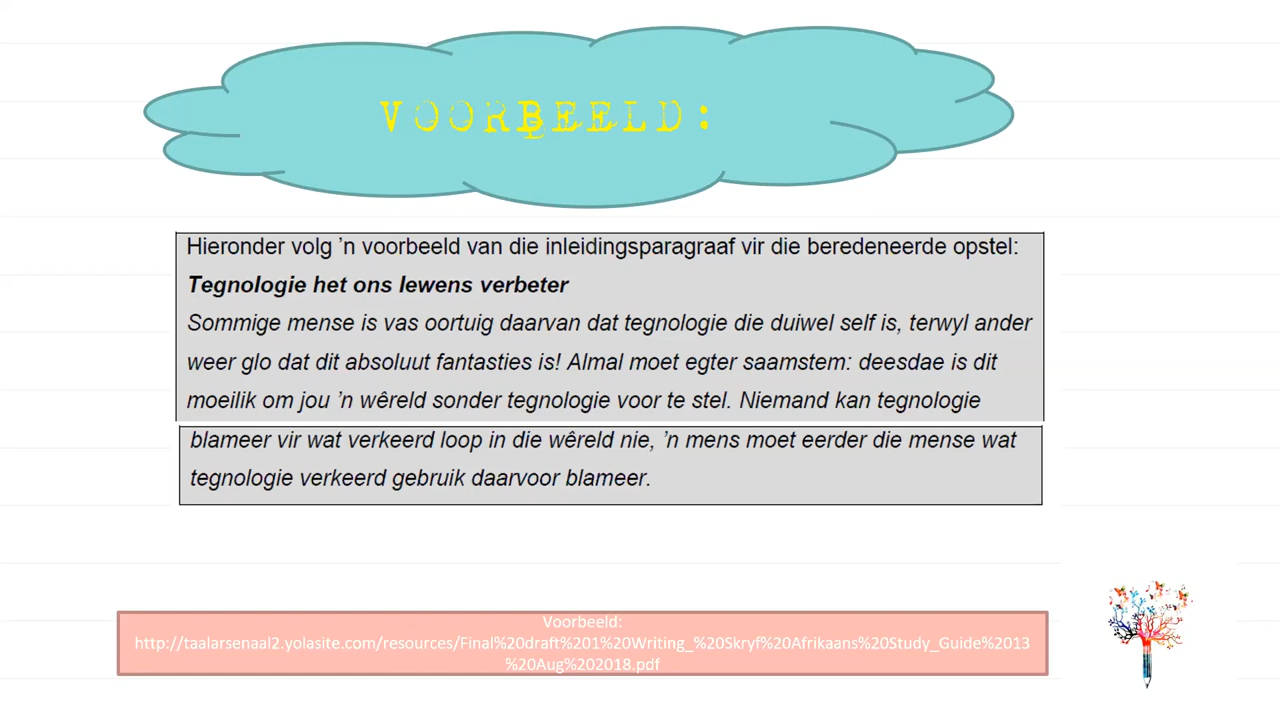 VOORBEELD:
Hieronder volg 'n voorbeeld van die inleidingsparagraaf vir die beredeneerde opstel:
Tegnologie het ons lewens verbeter
Sommige mense is vas oortuig daarvan dat tegnologie die duiwel self is, terwyl ander
weer glo dat dit absoluut fantasties is! Almal moet egter saamstem: deesdae is dit
moeilik om jou 'n wêreld sonder tegnologie voor te stel. Niemand kan tegnologie
blameer vir wat verkeerd loop in die wêreld nie, 'n mens moet eerder die mense wat
tegnologie verkeerd gebruik daarvoor blameer.
Voorbeeld:
http://taalarsenaal2.yolasite.com/resources/Final%20draft%201%20Writing_%20Skryf%20Afrikaans%20Study_Guide%2013
%20Aug%202018.pdf